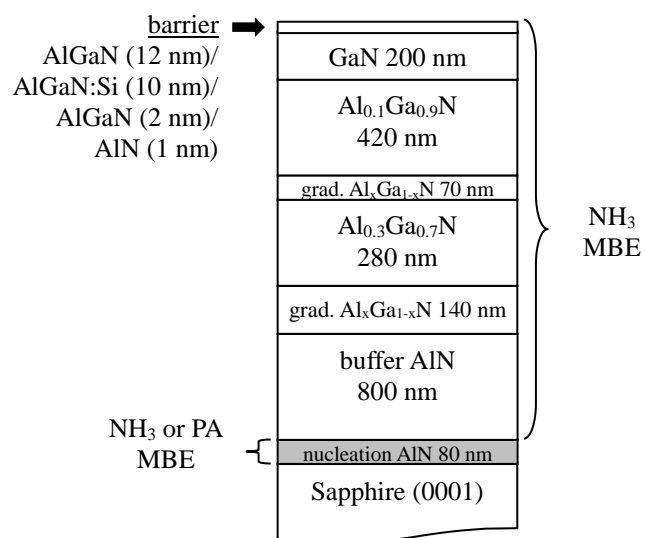 barrier
AlGaN (12 nm)/
AlGaN:Si (10 nm)/
AlGaN (2 nm)/
AlN (1 nm)
GaN 200 nm
Al₀.₁Ga₀.₉N
420 nm
grad. AlₓGa₁₋ₓN 70 nm
Al₀.₃Ga₀.₇N
280 nm
grad. AlₓGa₁₋ₓN 140 nm
buffer AlN
800 nm
NH₃
MBE
NH₃ or PA
MBE
nucleation AlN 80 nm
Sapphire (0001)